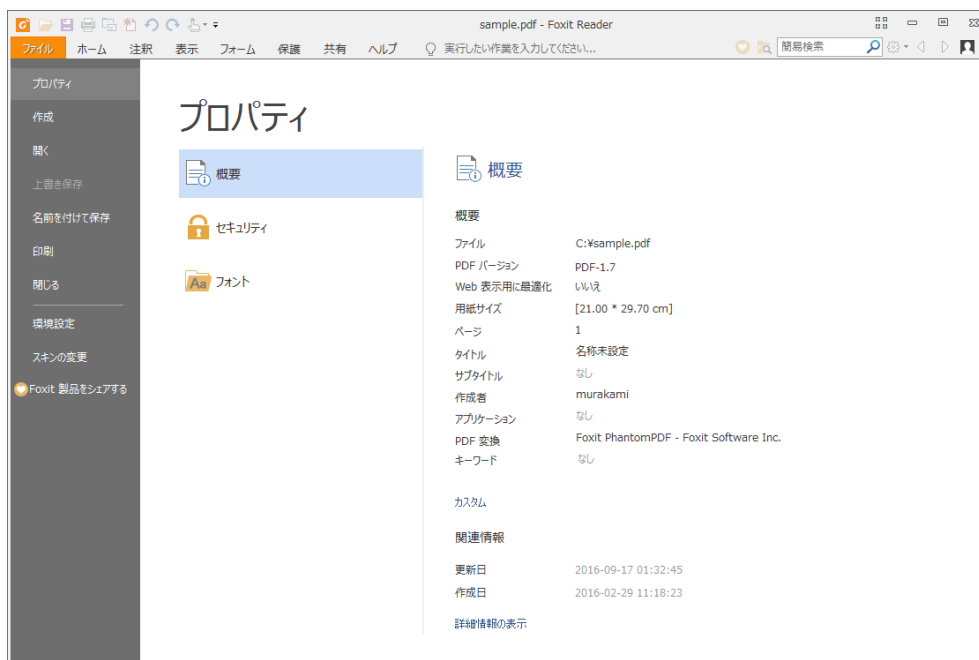 sample.pdf - Foxit Reader
ファイル ホーム 注釈 表示 フォーム 保護 共有 ヘルプ 実行したい作業を入力してください... 簡易検索
プロパティ
作成
開く
上書き保存
名前を付けて保存
印刷
閉じる
環境設定
スキンの変更
Foxit 製品をシェアする
プロパティ
概要
セキュリティ
Aa フォント
概要
概要
ファイル C:¥sample.pdf
PDF バージョン PDF-1.7
Web 表示用に最適化 いいえ
用紙サイズ [21.00 * 29.70 cm]
ページ 1
タイトル 名称未設定
サブタイトル なし
作成者 murakami
アプリケーション なし
PDF 変換 Foxit PhantomPDF - Foxit Software Inc.
キーワード なし
カスタム
関連情報
更新日 2016-09-17 01:32:45
作成日 2016-02-29 11:18:23
詳細情報の表示